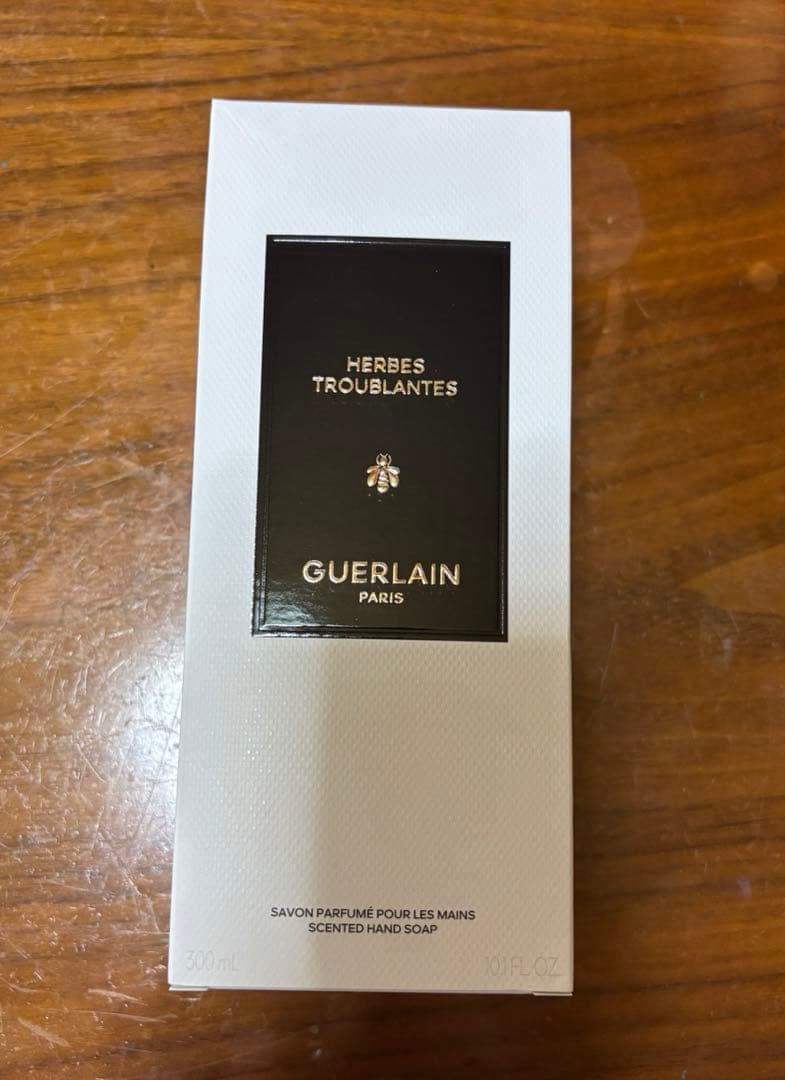 HERBES
TROUBLANTES
GUERLAIN
PARIS
SAVON PARFUMÉ POUR LES MAINS
SCENTED HAND SOAP
300 mL
10.1 FL. OZ.